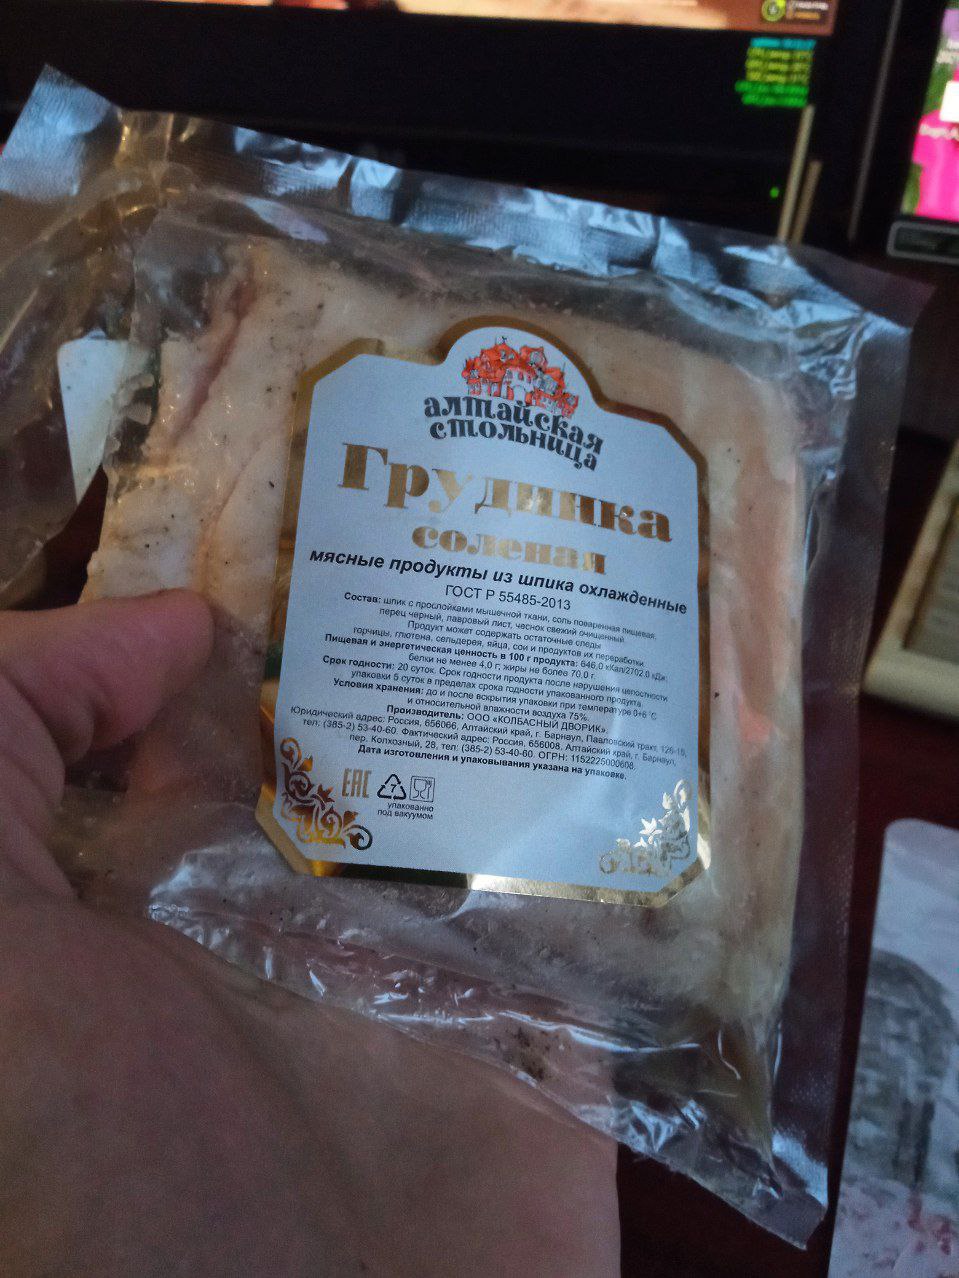 алтайская
столница
Грудинка
соленая
мясные продукты из шпика охлажденные
ГОСТ Р 55485-2013
Состав: шпик с прослойками мышечной ткани, соль поваренная пищевая,
перец черный, лавровый лист, чеснок свежий очищенный.
Продукт может содержать остаточные следы
горчицы, глютена, сельдерея, яйца, сои и продуктов их переработки.
Пищевая и энергетическая ценность в 100 г продукта: 646.0 кКал/2702.0 кДж;
белки не менее 4,0 г; жиры не более 70.0 г.
Срок годности: 20 суток. Срок годности продукта после нарушения целостности
упаковки 5 суток в пределах срока годности упакованного продукта.
Условия хранения: до и после вскрытия упаковки при температуре 0+6 °С
и относительной влажности воздуха 75%.
Производитель: ООО «КОЛБАСНЫЙ ДВОРИК».
Юридический адрес: Россия, 656066, Алтайский край, г. Барнаул, Павловский тракт, 126-16,
тел: (385-2) 53-40-60. Фактический адрес: Россия, 656008, Алтайский край, г. Барнаул,
пер. Колхозный, 28, тел: (385-2) 53-40-60. ОГРН: 1152225000608.
Дата изготовления и упаковывания указана на упаковке.
EAC
7
упакованно
под вакуумом